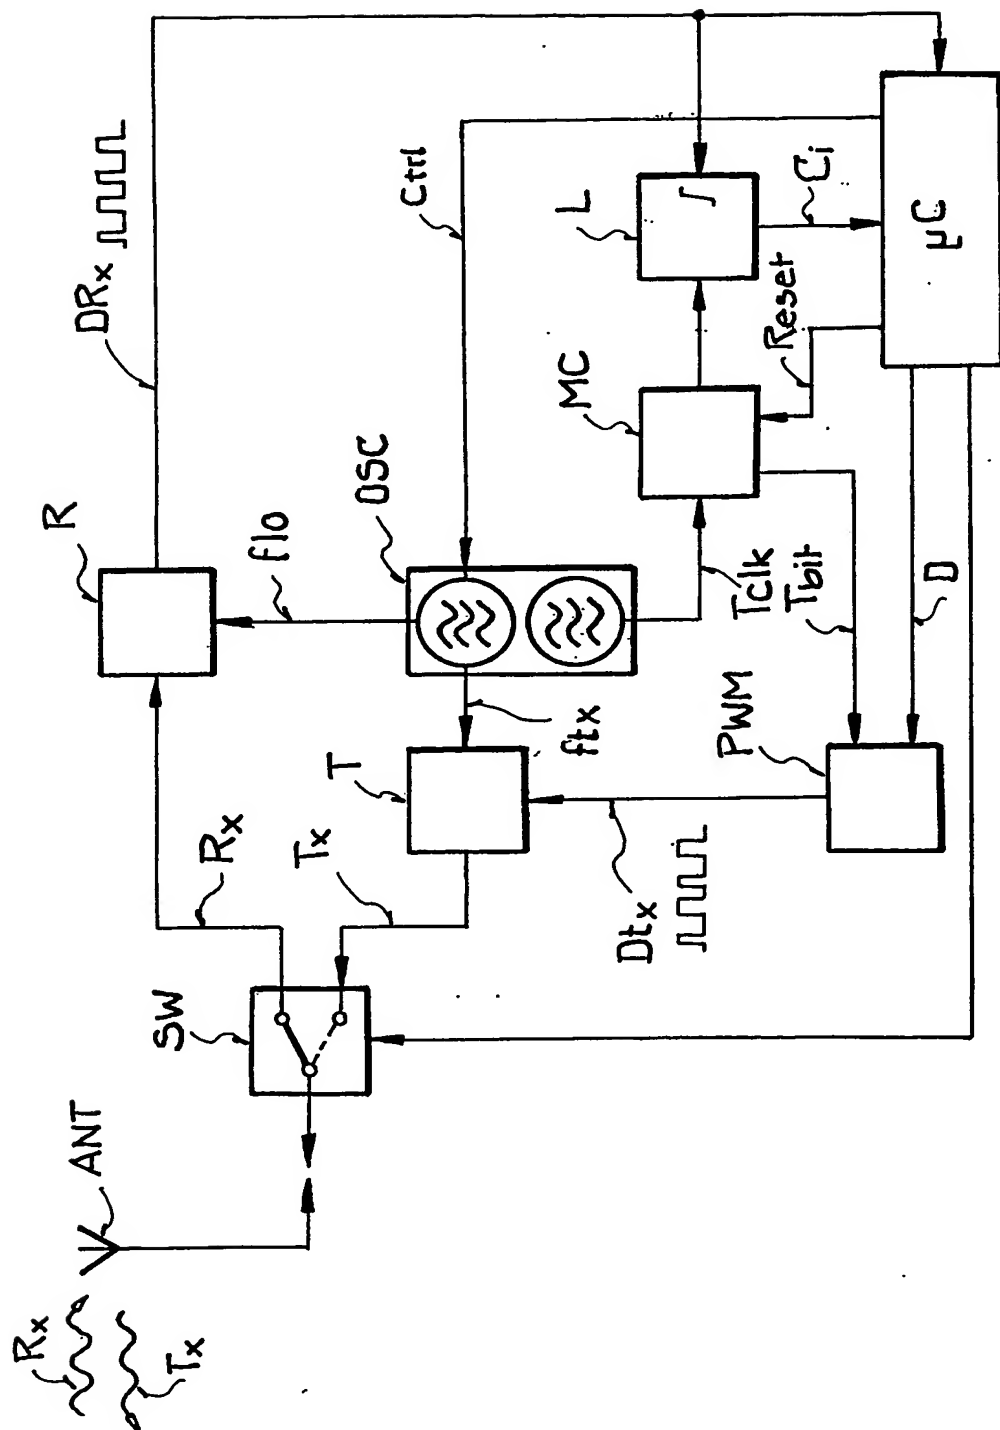 Rx
Tx
ANT
SW
Rx
Tx
R
DRx
T
flo
OSC
Ctrl
ftx
Dtx
PWM
Tclk
Tbit
MC
L
Reset
Ci
D
µC